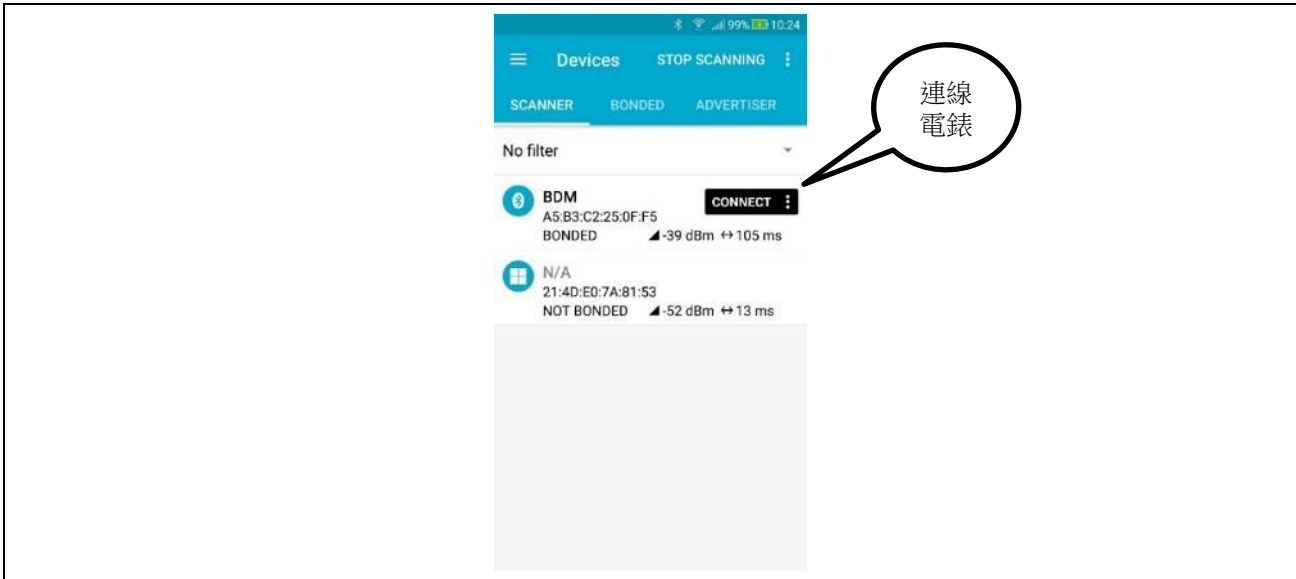 99% 10:24
Devices STOP SCANNING
SCANNER BONDED ADVERTISER
No filter
BDM CONNECT
A5:B3:C2:25:0F:F5
BONDED -39 dBm ↔ 105 ms
N/A
21:4D:E0:7A:81:53
NOT BONDED -52 dBm ↔ 13 ms
連線
電錶